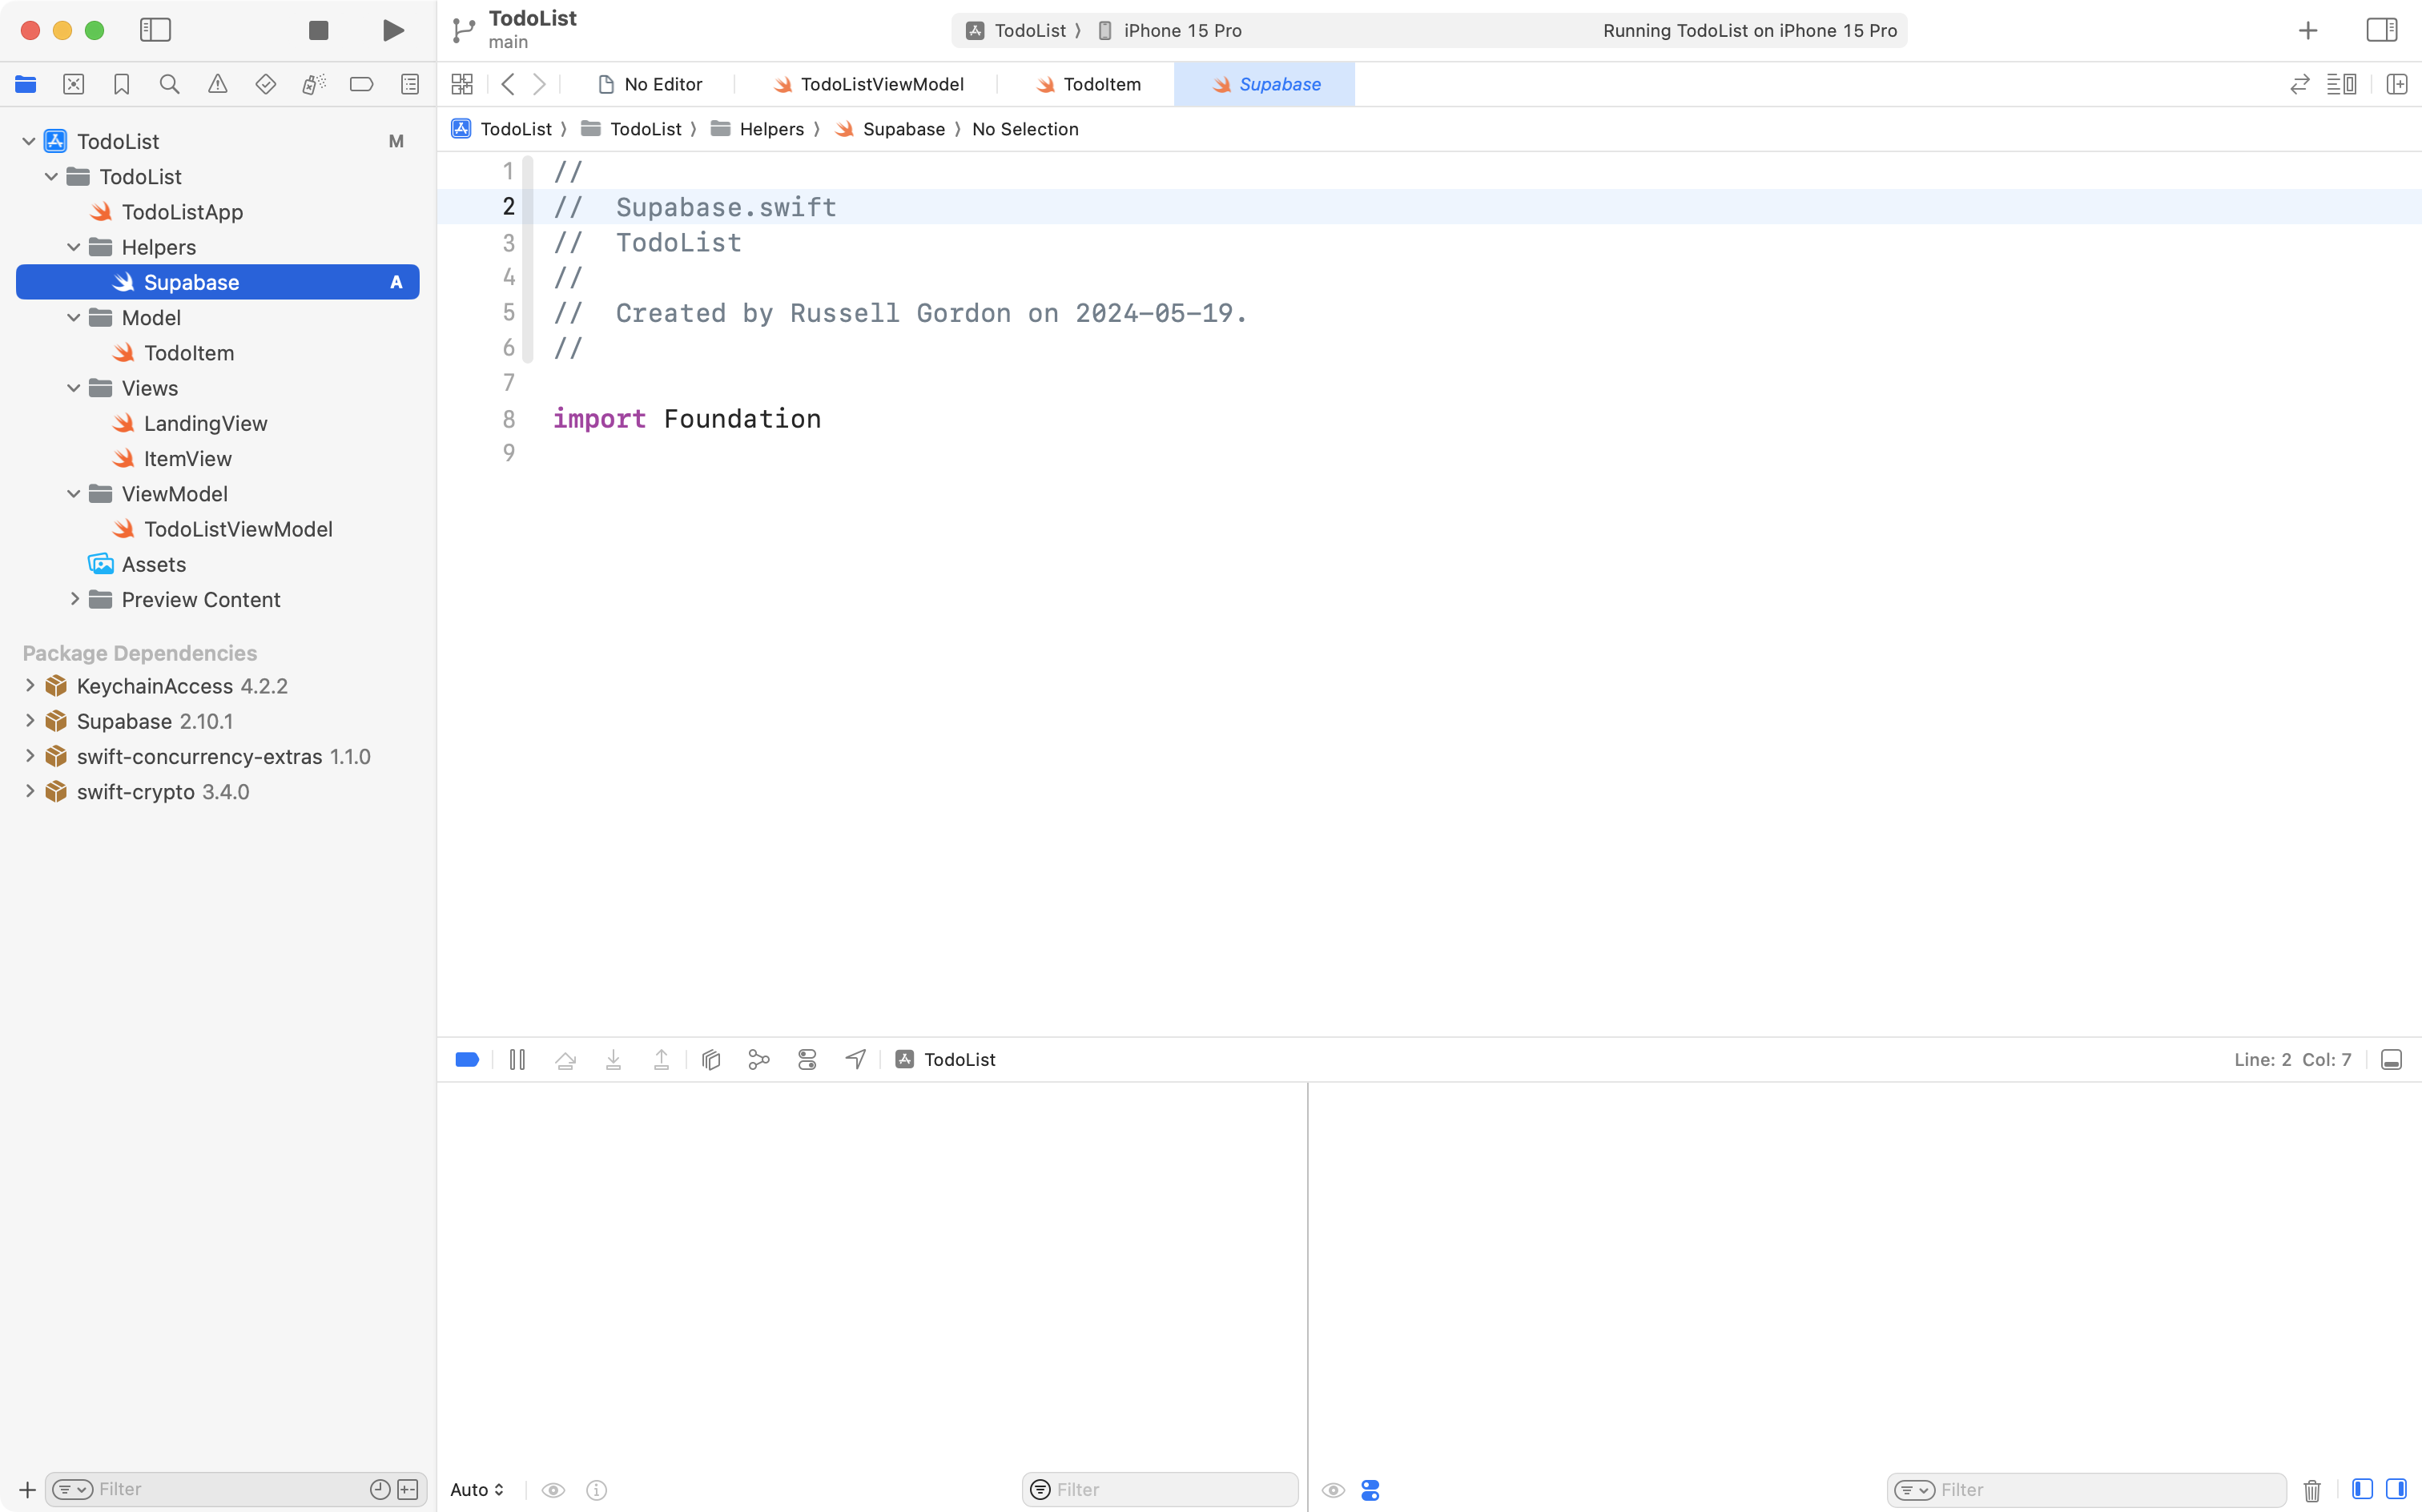 TodoList
main
TodoList ⟩ iPhone 15 Pro
Running TodoList on iPhone 15 Pro
No Editor
TodoListViewModel
TodoItem
Supabase
TodoList ⟩ TodoList ⟩ Helpers ⟩ Supabase ⟩ No Selection
TodoList M
TodoList
TodoListApp
Helpers
Supabase A
Model
TodoItem
Views
LandingView
ItemView
ViewModel
TodoListViewModel
Assets
Preview Content
Package Dependencies
KeychainAccess 4.2.2
Supabase 2.10.1
swift-concurrency-extras 1.1.0
swift-crypto 3.4.0
Filter
1 //
2 //  Supabase.swift
3 //  TodoList
4 //
5 //  Created by Russell Gordon on 2024-05-19.
6 //
7
8 import Foundation
9
TodoList
Line: 2 Col: 7
Auto
Filter
Filter